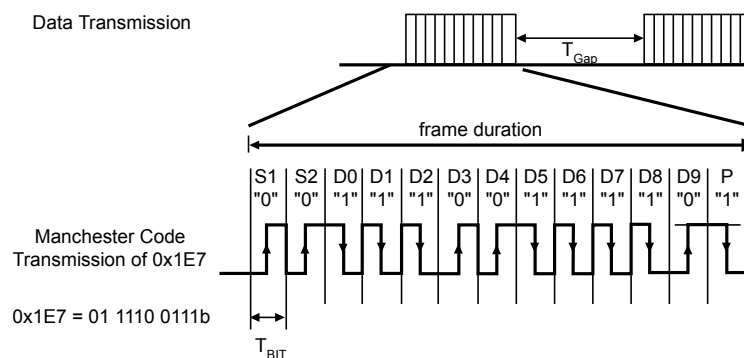 Data Transmission
T_Gap
frame duration
S1 S2 D0 D1 D2 D3 D4 D5 D6 D7 D8 D9 P
"0" "0" "1" "1" "1" "0" "0" "1" "1" "1" "1" "0" "1"
Manchester Code
Transmission of 0x1E7
0x1E7 = 01 1110 0111b
T_BIT